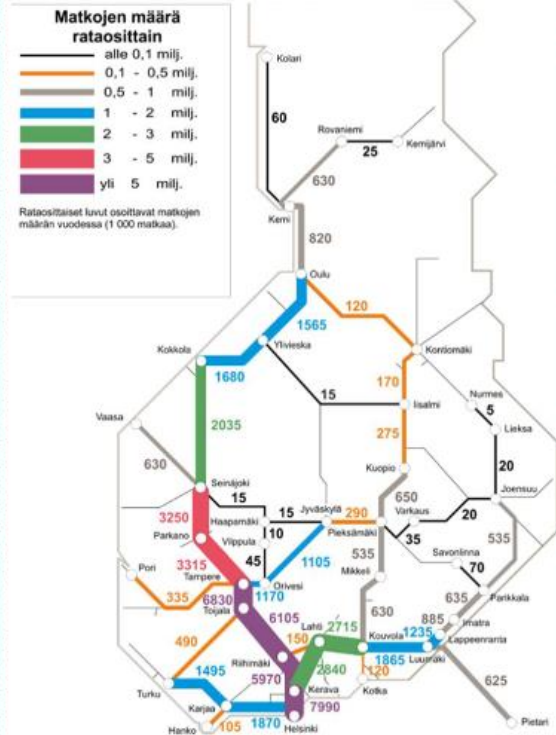 Matkojen määrä
rataosittain
alle 0,1 milj.
0,1 - 0,5 milj.
0,5 - 1 milj.
1 - 2 milj.
2 - 3 milj.
3 - 5 milj.
yli 5 milj.
Rataosittaiset luvut osoittavat matkojen
määrän vuodessa (1 000 matkaa).
Kolari
60
Rovaniemi
25
Kemijärvi
630
Kemi
820
Oulu
120
1565
Ylivieska
Kokkola
1680
Kontiomäki
170
15
Nurmes
5
Iisalmi
Lieksa
2035
Vaasa
275
630
Kuopio
20
Seinäjoki
650
Joensuu
15
15
Jyväskylä
290
Varkaus
20
3250
Haapamäki
Parkano
10
Pieksämäki
35
535
Vilppula
1105
535
Savonlinna
3315
45
70
Pori
Mikkeli
Tampere
Orivesi
Parikkala
335
6830
1170
635
Toijala
630
Imatra
490
6105
Lahti
2715
885
150
Kouvola
1235
Lappeenranta
Riihimäki
1865
Luumäki
1495
5970
2840
120
625
Turku
Kerava
Kotka
Karjaa
7990
Hanko
105
1870
Helsinki
Pietari